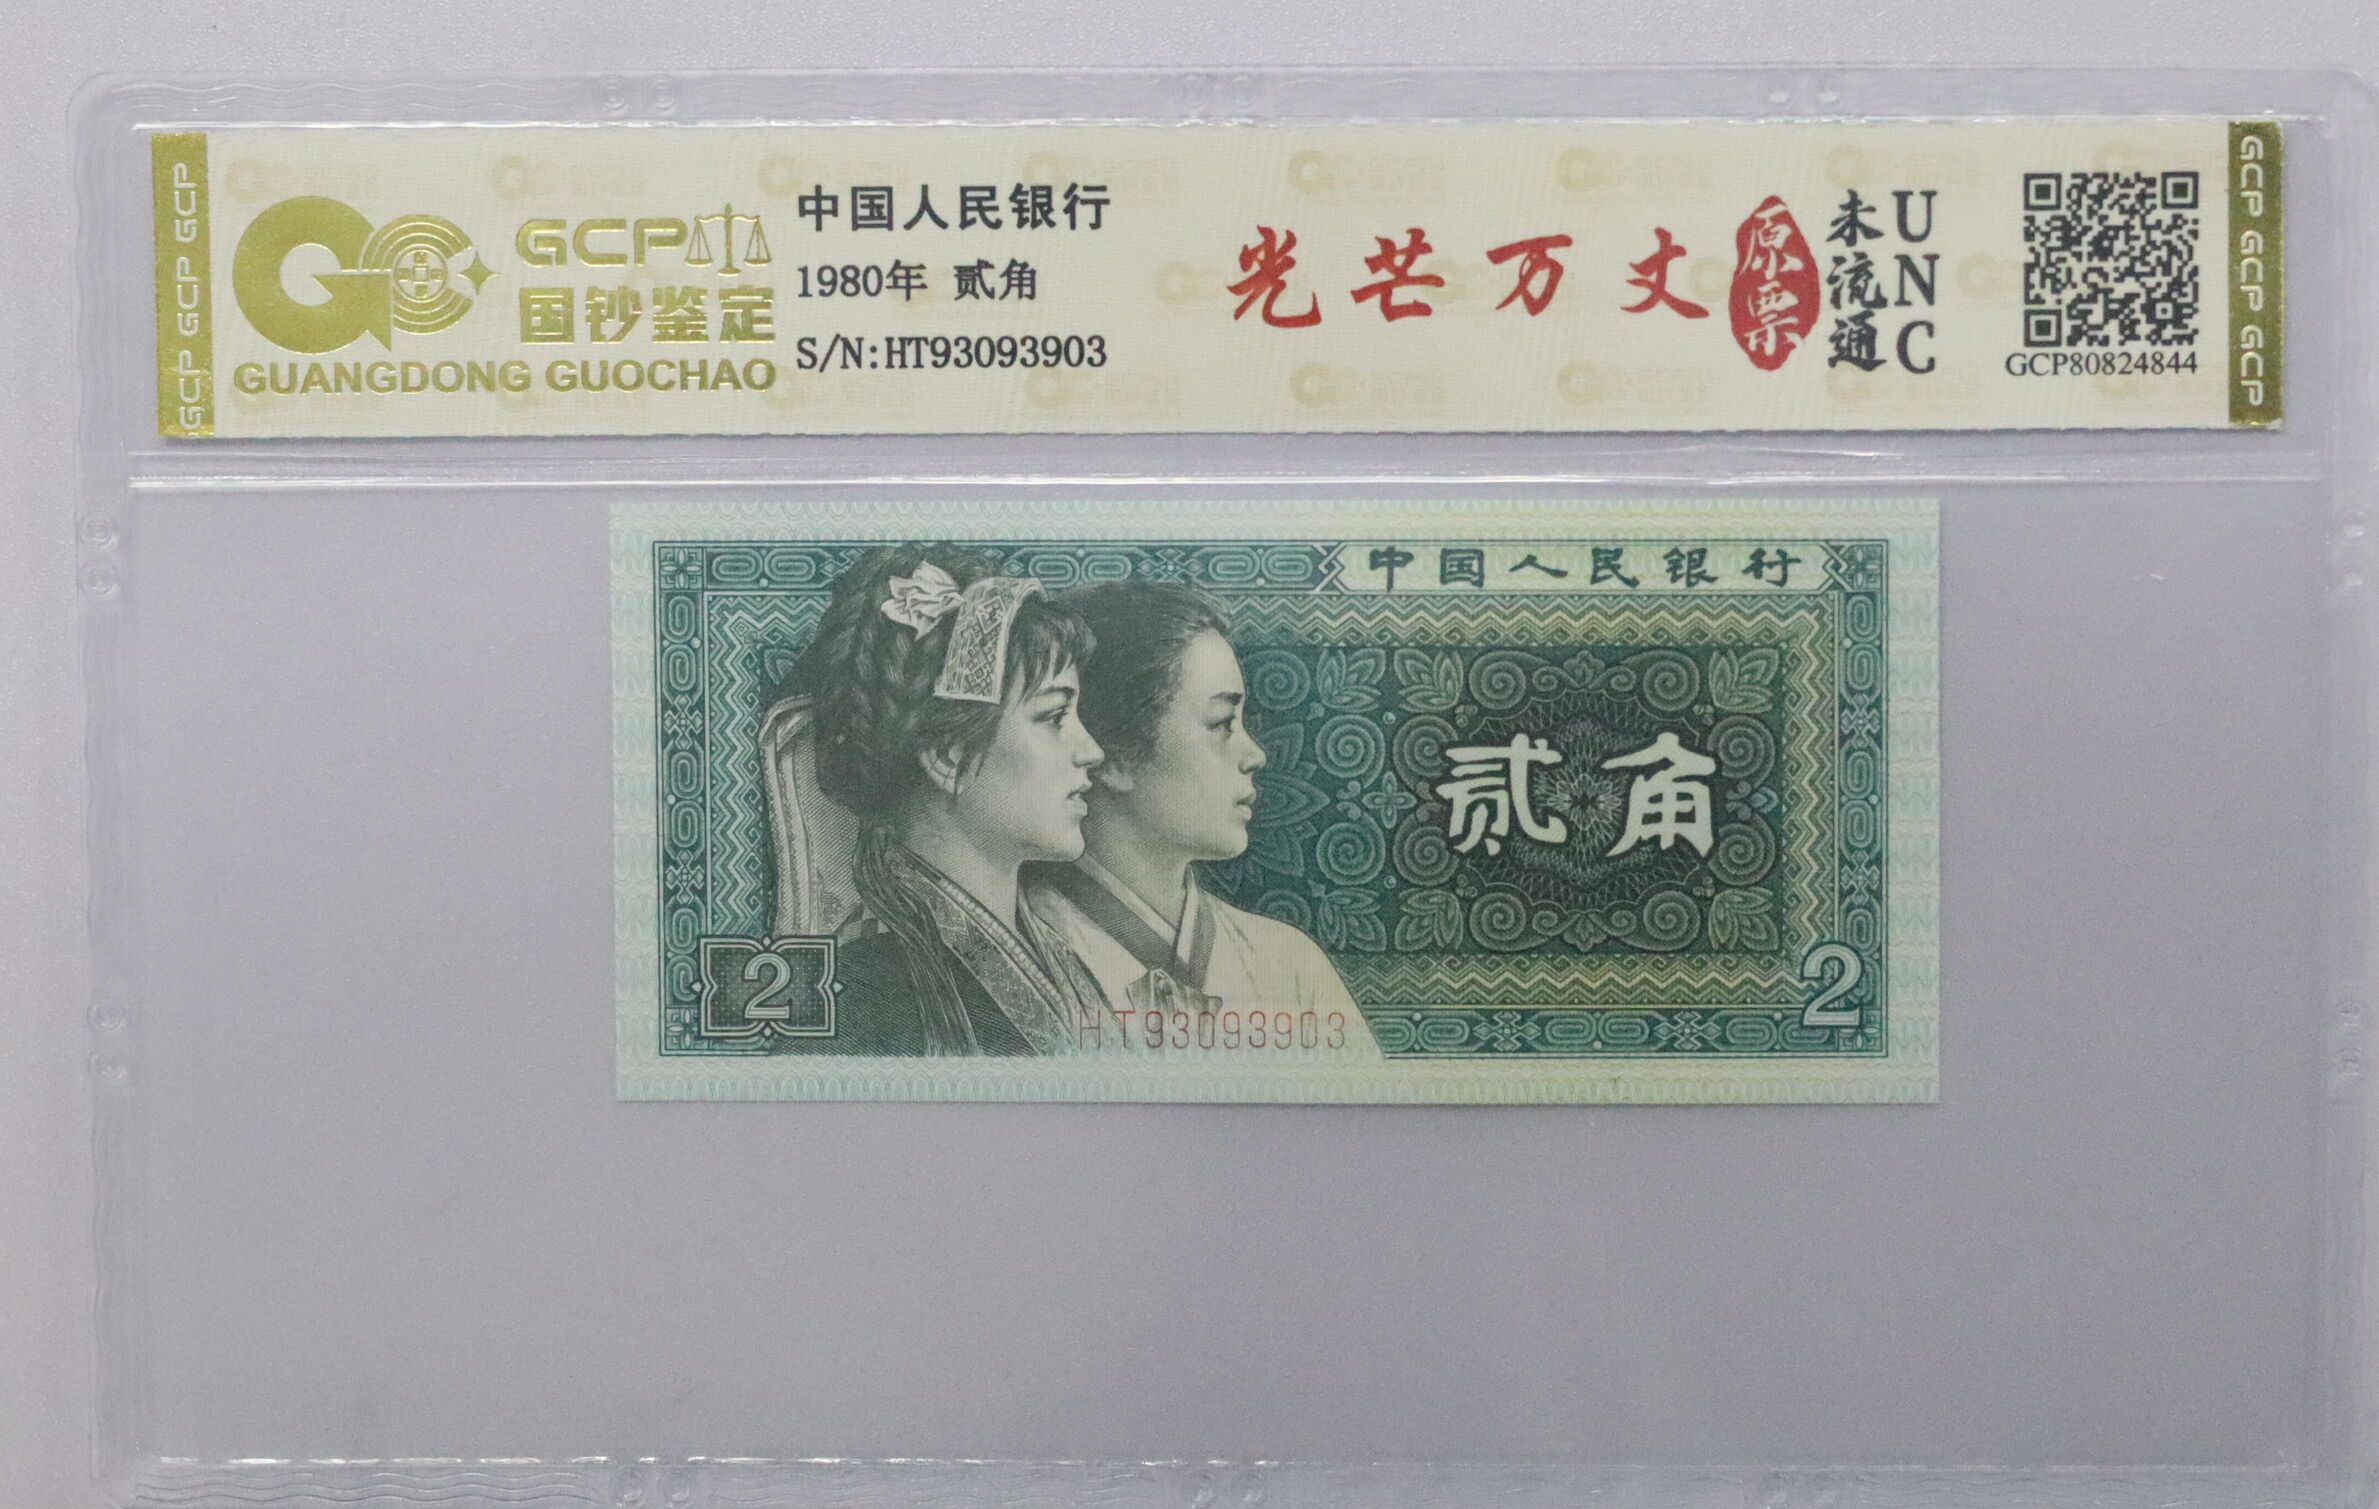 GCP GCP GCP
GCP
国钞鉴定
GUANGDONG GUOCHAO
中国人民银行
1980年 贰角
S/N:HT93093903
光芒万丈
原票
未流通
UNC
GCP80824844
GCP GCP GCP
中国人民银行
贰角
2
HT93093903
2